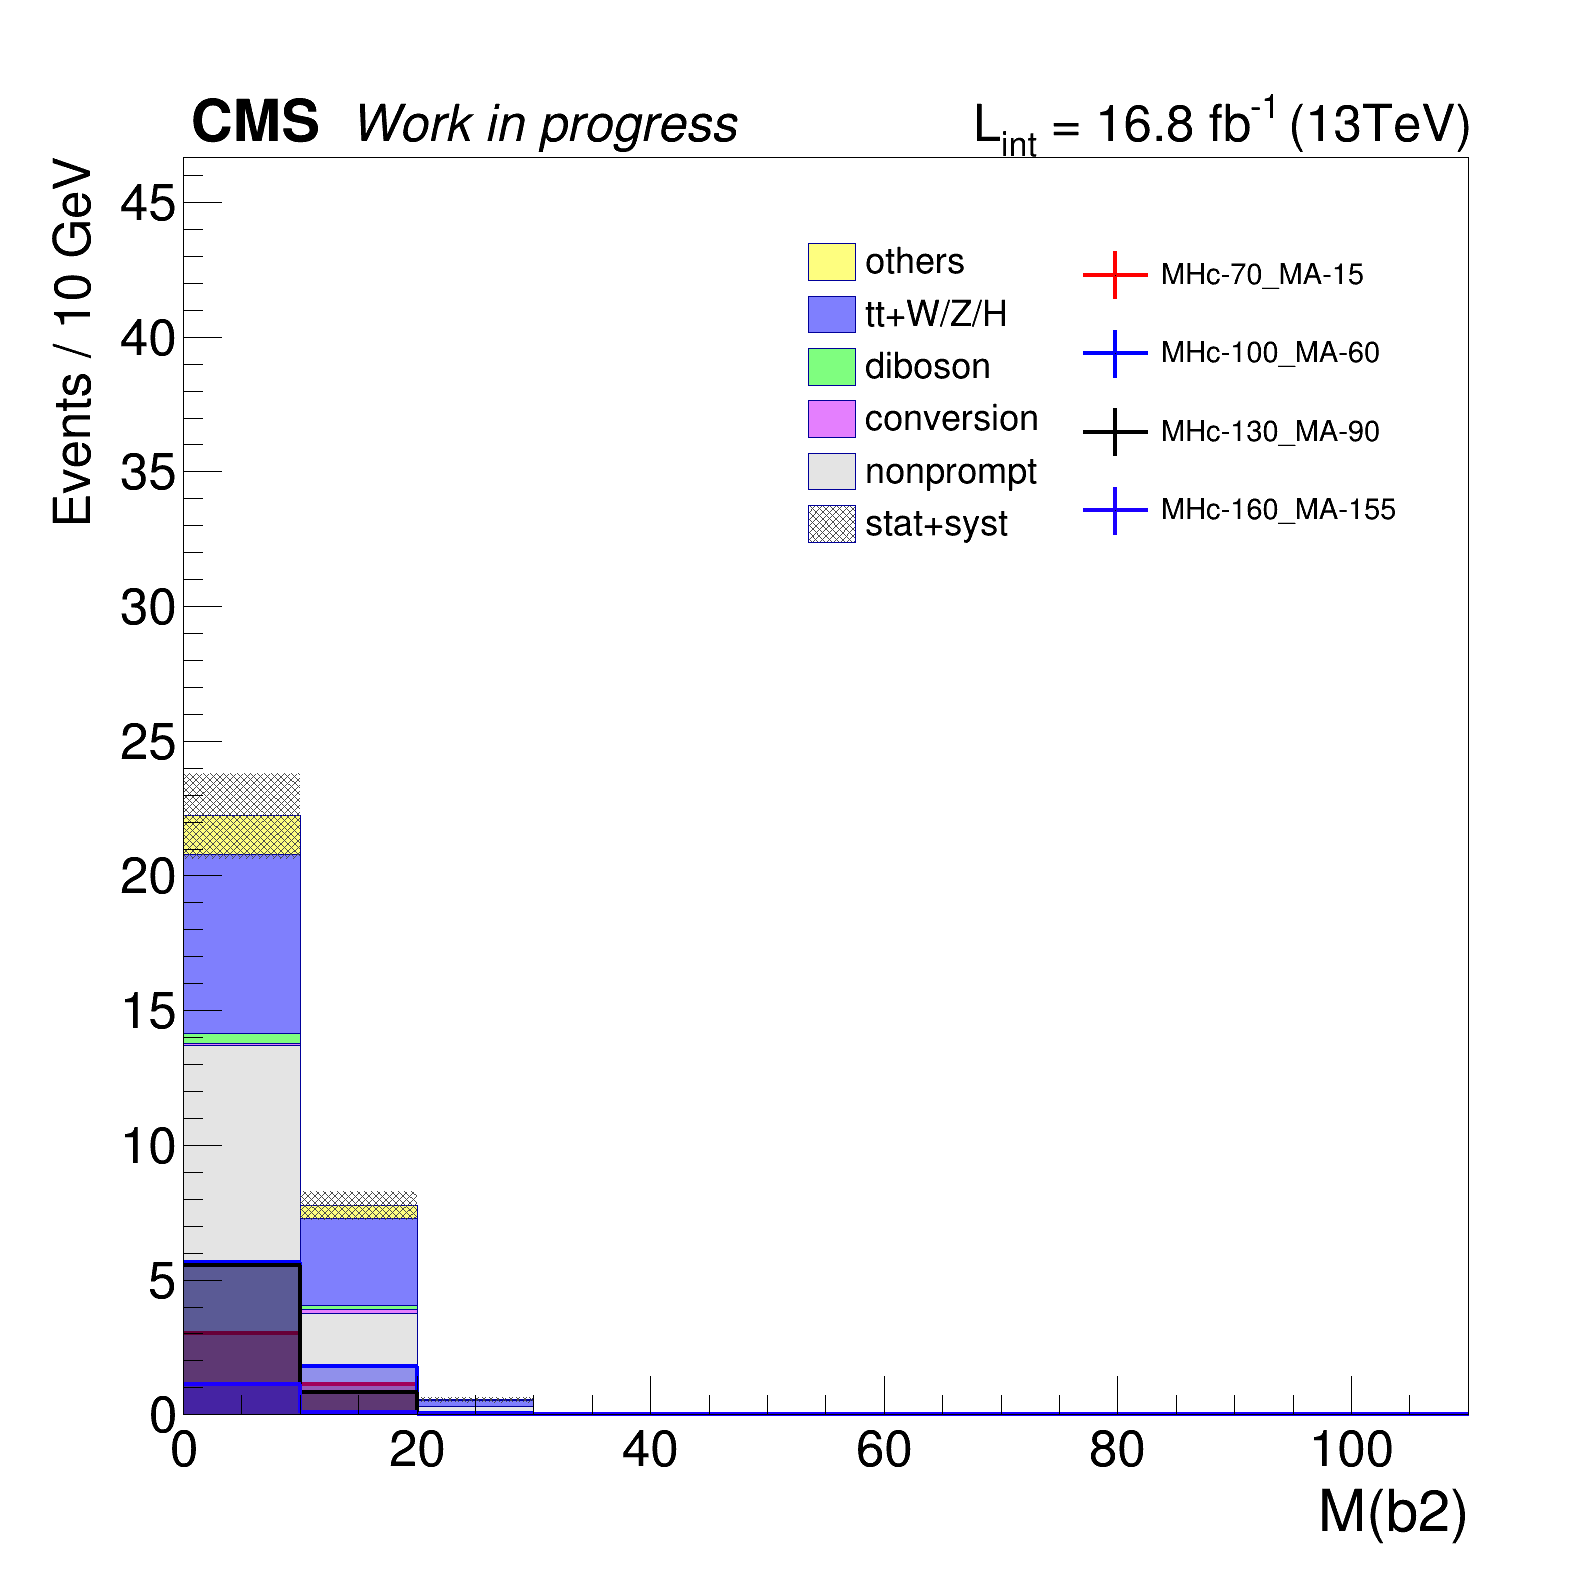 CMS Work in progress
L_int = 16.8 fb^-1 (13TeV)
Events / 10 GeV
45
40
35
30
25
20
15
10
5
0
others
tt+W/Z/H
diboson
conversion
nonprompt
stat+syst
MHc-70_MA-15
MHc-100_MA-60
MHc-130_MA-90
MHc-160_MA-155
0 20 40 60 80 100
M(b2)